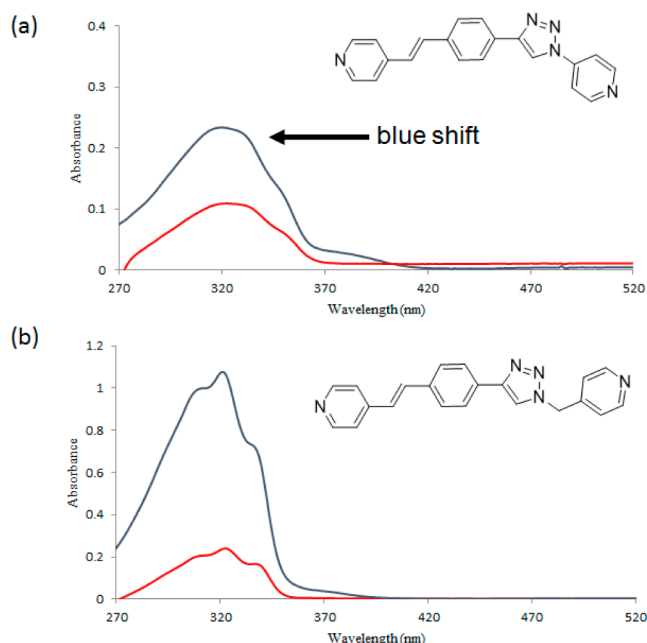 (a)
0.4
0.3
0.2
0.1
0
Absorbance
blue shift
N
N
N
N
N
270
320
370
420
470
520
Wavelength (nm)
(b)
1.2
1
0.8
0.6
0.4
0.2
0
Absorbance
N
N
N
N
N
270
320
370
420
470
520
Wavelength (nm)